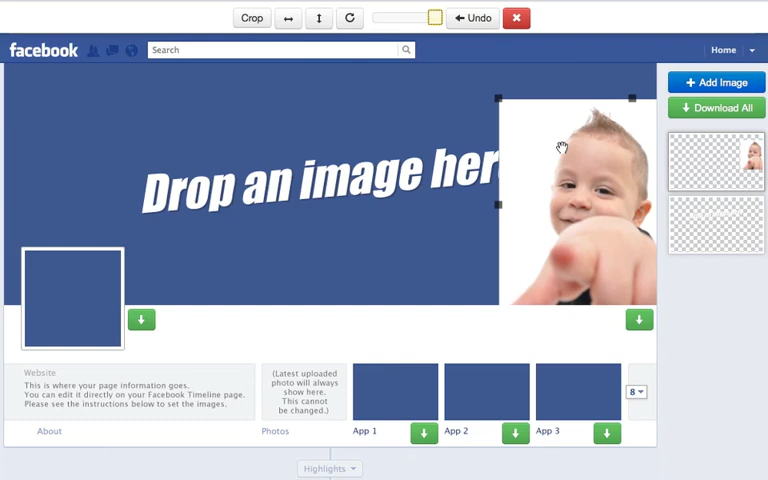 Crop
Undo
facebook
Search
Home
Add Image
Download All
Drop an image her
Website
This is where your page information goes.
You can edit it directly on your Facebook Timeline page.
Please see the instructions below to set the images.
(Latest uploaded
photo will always
show here.
This cannot
be changed.)
8
About
Photos
App 1
App 2
App 3
Highlights